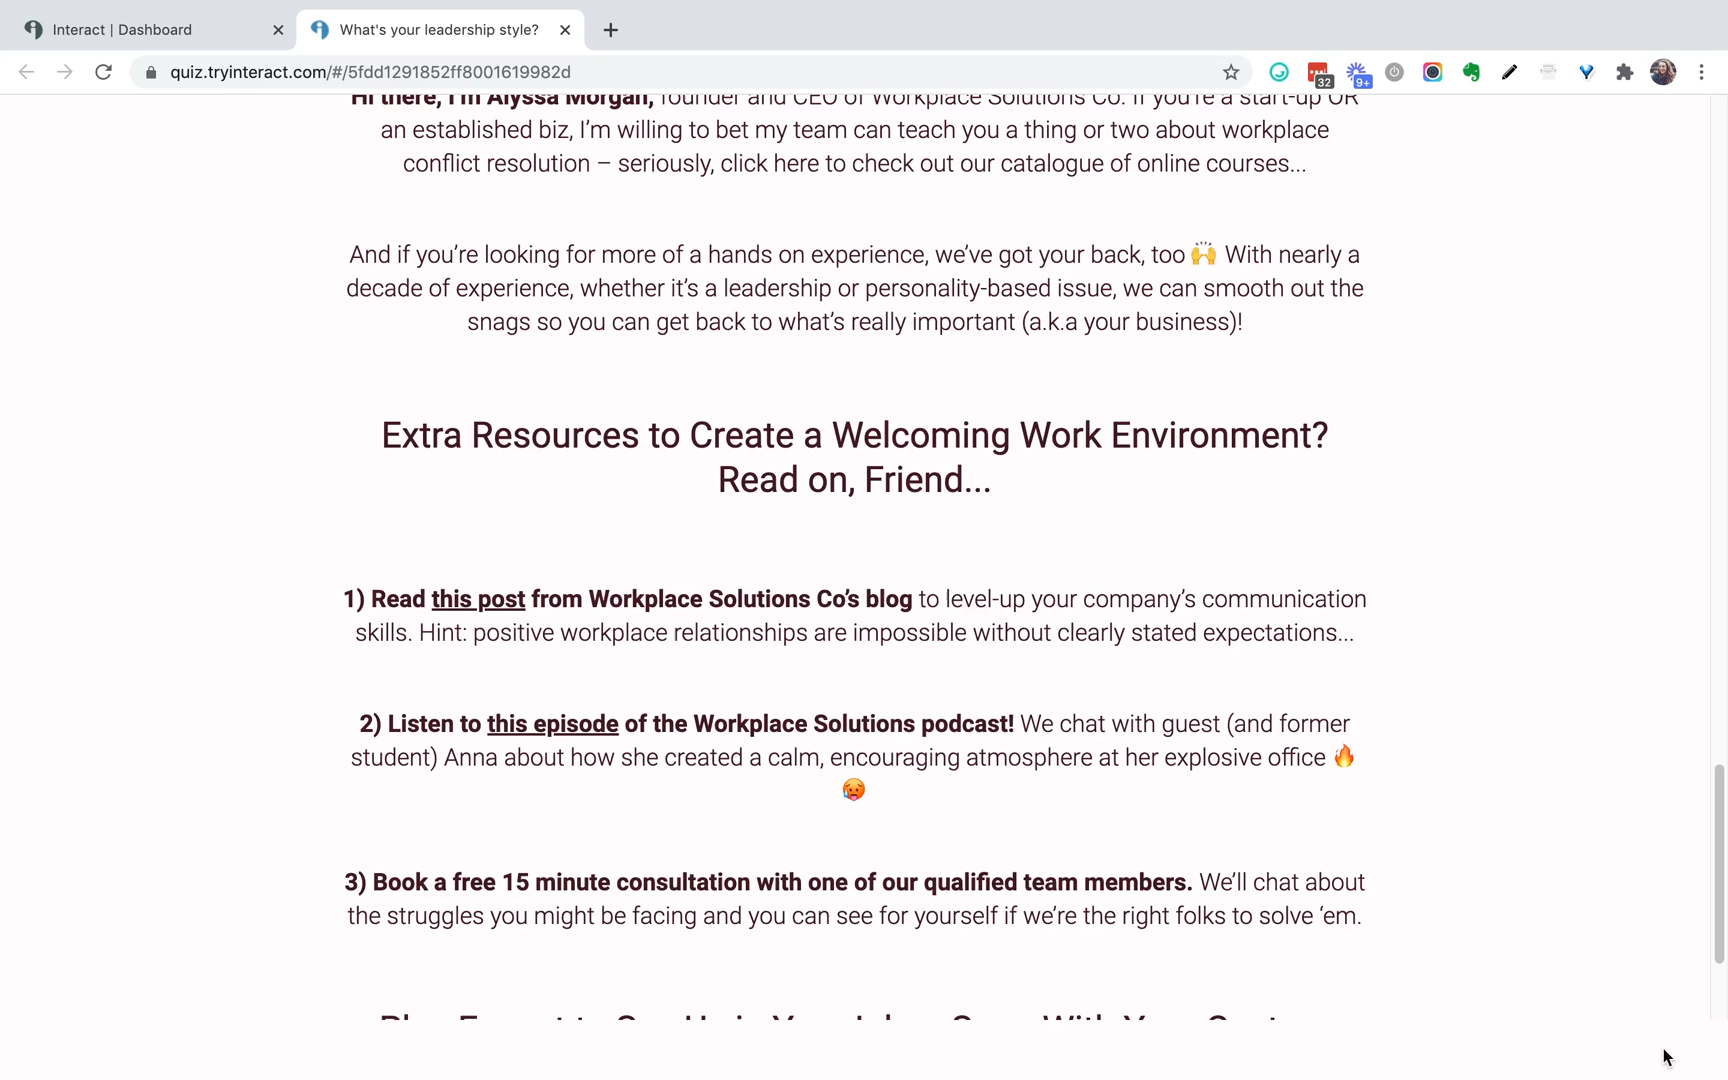 Interact | Dashboard
What's your leadership style?
quiz.tryinteract.com/#/5fdd1291852ff8001619982d
32
9+
Hi there, I'm Alyssa Morgan, founder and CEO of Workplace Solutions Co. If you're a start-up OR
an established biz, I’m willing to bet my team can teach you a thing or two about workplace
conflict resolution – seriously, click here to check out our catalogue of online courses...
And if you’re looking for more of a hands on experience, we’ve got your back, too 🙌 With nearly a
decade of experience, whether it’s a leadership or personality-based issue, we can smooth out the
snags so you can get back to what’s really important (a.k.a your business)!
Extra Resources to Create a Welcoming Work Environment?
Read on, Friend...
1) Read this post from Workplace Solutions Co’s blog to level-up your company’s communication
skills. Hint: positive workplace relationships are impossible without clearly stated expectations...
2) Listen to this episode of the Workplace Solutions podcast! We chat with guest (and former
student) Anna about how she created a calm, encouraging atmosphere at her explosive office 🔥
🥵
3) Book a free 15 minute consultation with one of our qualified team members. We’ll chat about
the struggles you might be facing and you can see for yourself if we’re the right folks to solve ‘em.